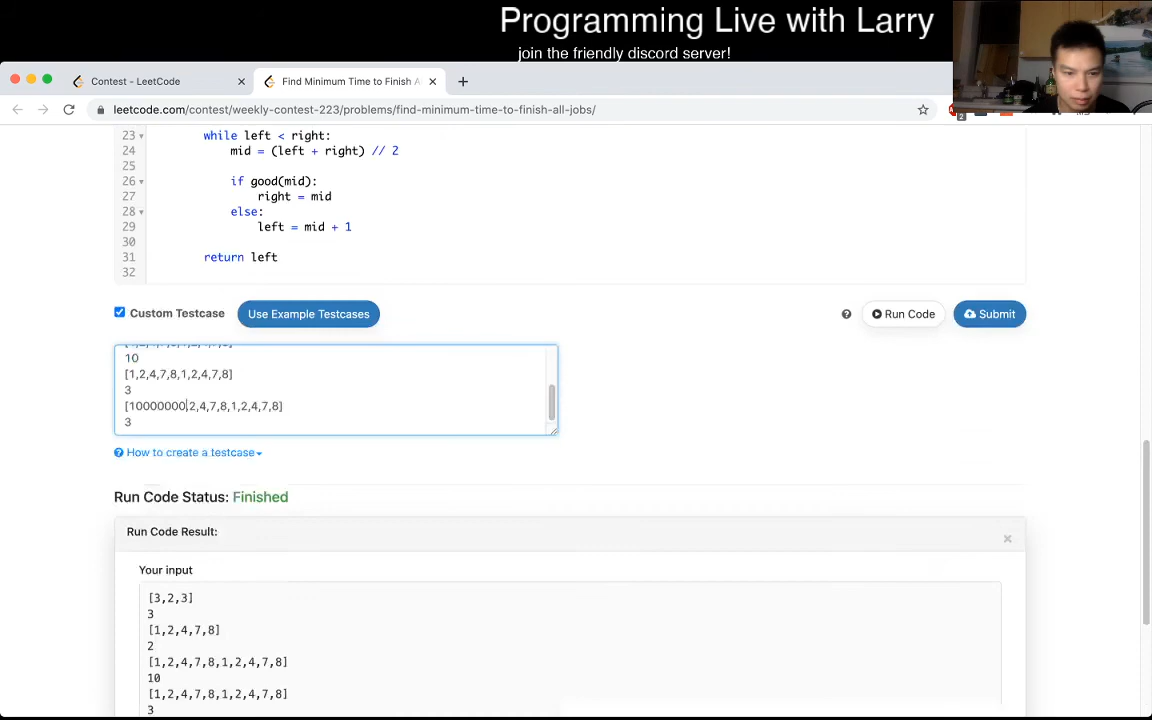 Programming Live with Larry
join the friendly discord server!
Contest - LeetCode
Find Minimum Time to Finish A
leetcode.com/contest/weekly-contest-223/problems/find-minimum-time-to-finish-all-jobs/
2
23 while left < right:
24 mid = (left + right) // 2
25
26 if good(mid):
27 right = mid
28 else:
29 left = mid + 1
30
31 return left
32
Custom Testcase
Use Example Testcases
Run Code
Submit
10
[1,2,4,7,8,1,2,4,7,8]
3
[10000000,2,4,7,8,1,2,4,7,8]
3
How to create a testcase
Run Code Status: Finished
Run Code Result:
Your input
[3,2,3]
3
[1,2,4,7,8]
2
[1,2,4,7,8,1,2,4,7,8]
10
[1,2,4,7,8,1,2,4,7,8]
3